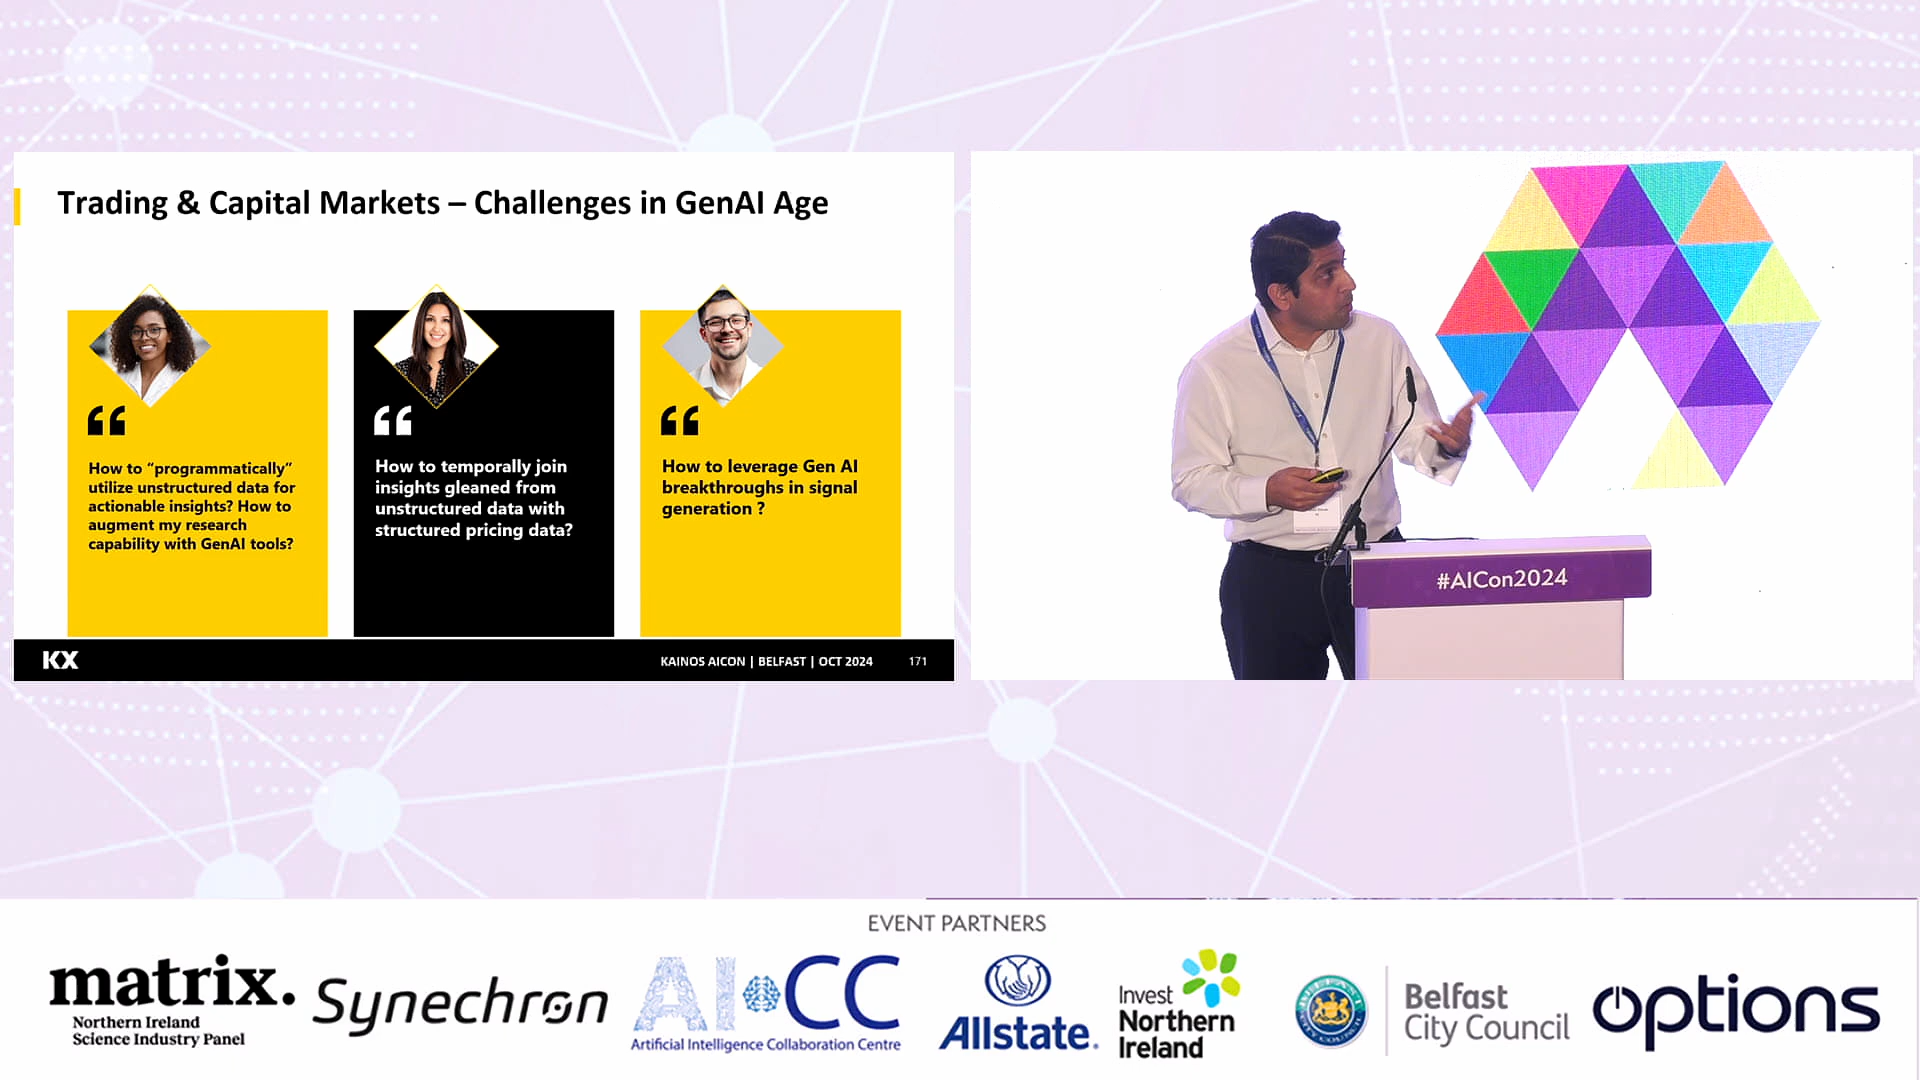 Trading & Capital Markets – Challenges in GenAI Age
“
How to “programmatically”
utilize unstructured data for
actionable insights? How to
augment my research
capability with GenAI tools?
“
How to temporally join
insights gleaned from
unstructured data with
structured pricing data?
“
How to leverage Gen AI
breakthroughs in signal
generation ?
KX
KAINOS AICON | BELFAST | OCT 2024 171
#AICon2024
EVENT PARTNERS
matrix.
Northern Ireland
Science Industry Panel
Synechron
AICC
Artificial Intelligence Collaboration Centre
Allstate.
Invest
Northern
Ireland
Belfast
City Council
options